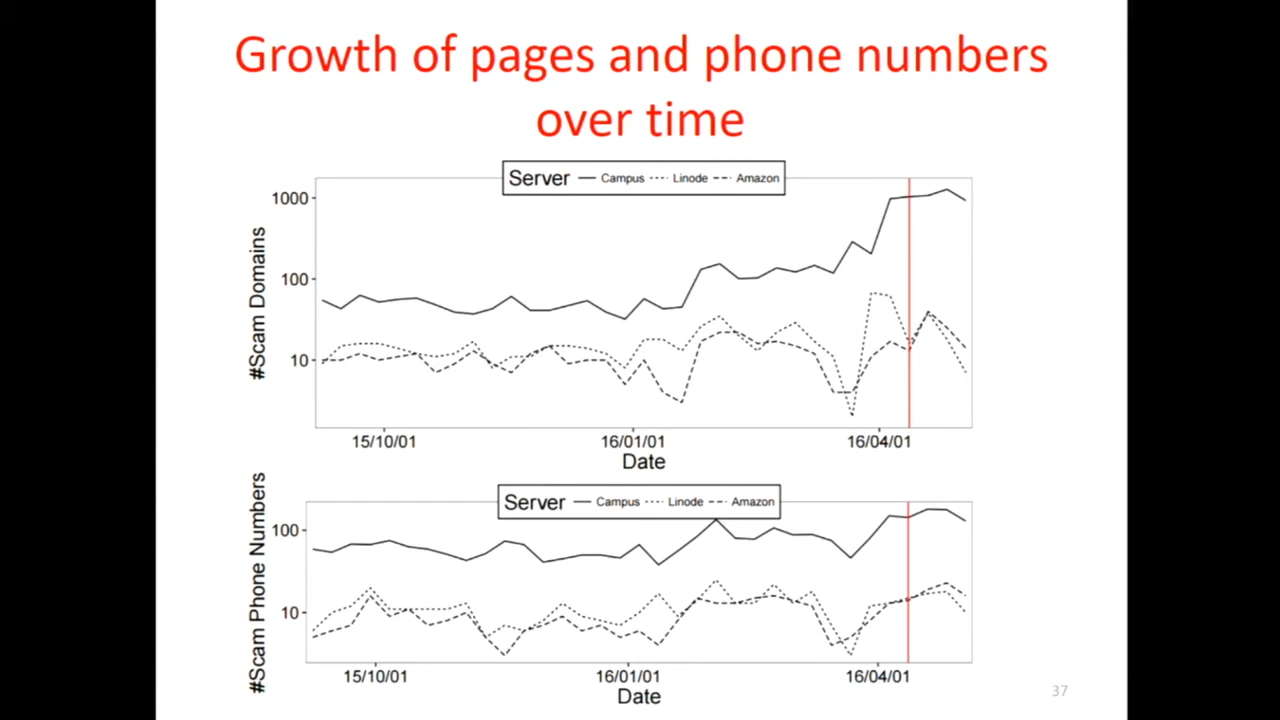 Growth of pages and phone numbers
over time
Server Campus Linode Amazon
#Scam Domains
1000
100
10
15/10/01 16/01/01 16/04/01
Date
Server Campus Linode Amazon
#Scam Phone Numbers
100
10
15/10/01 16/01/01 16/04/01
Date
37